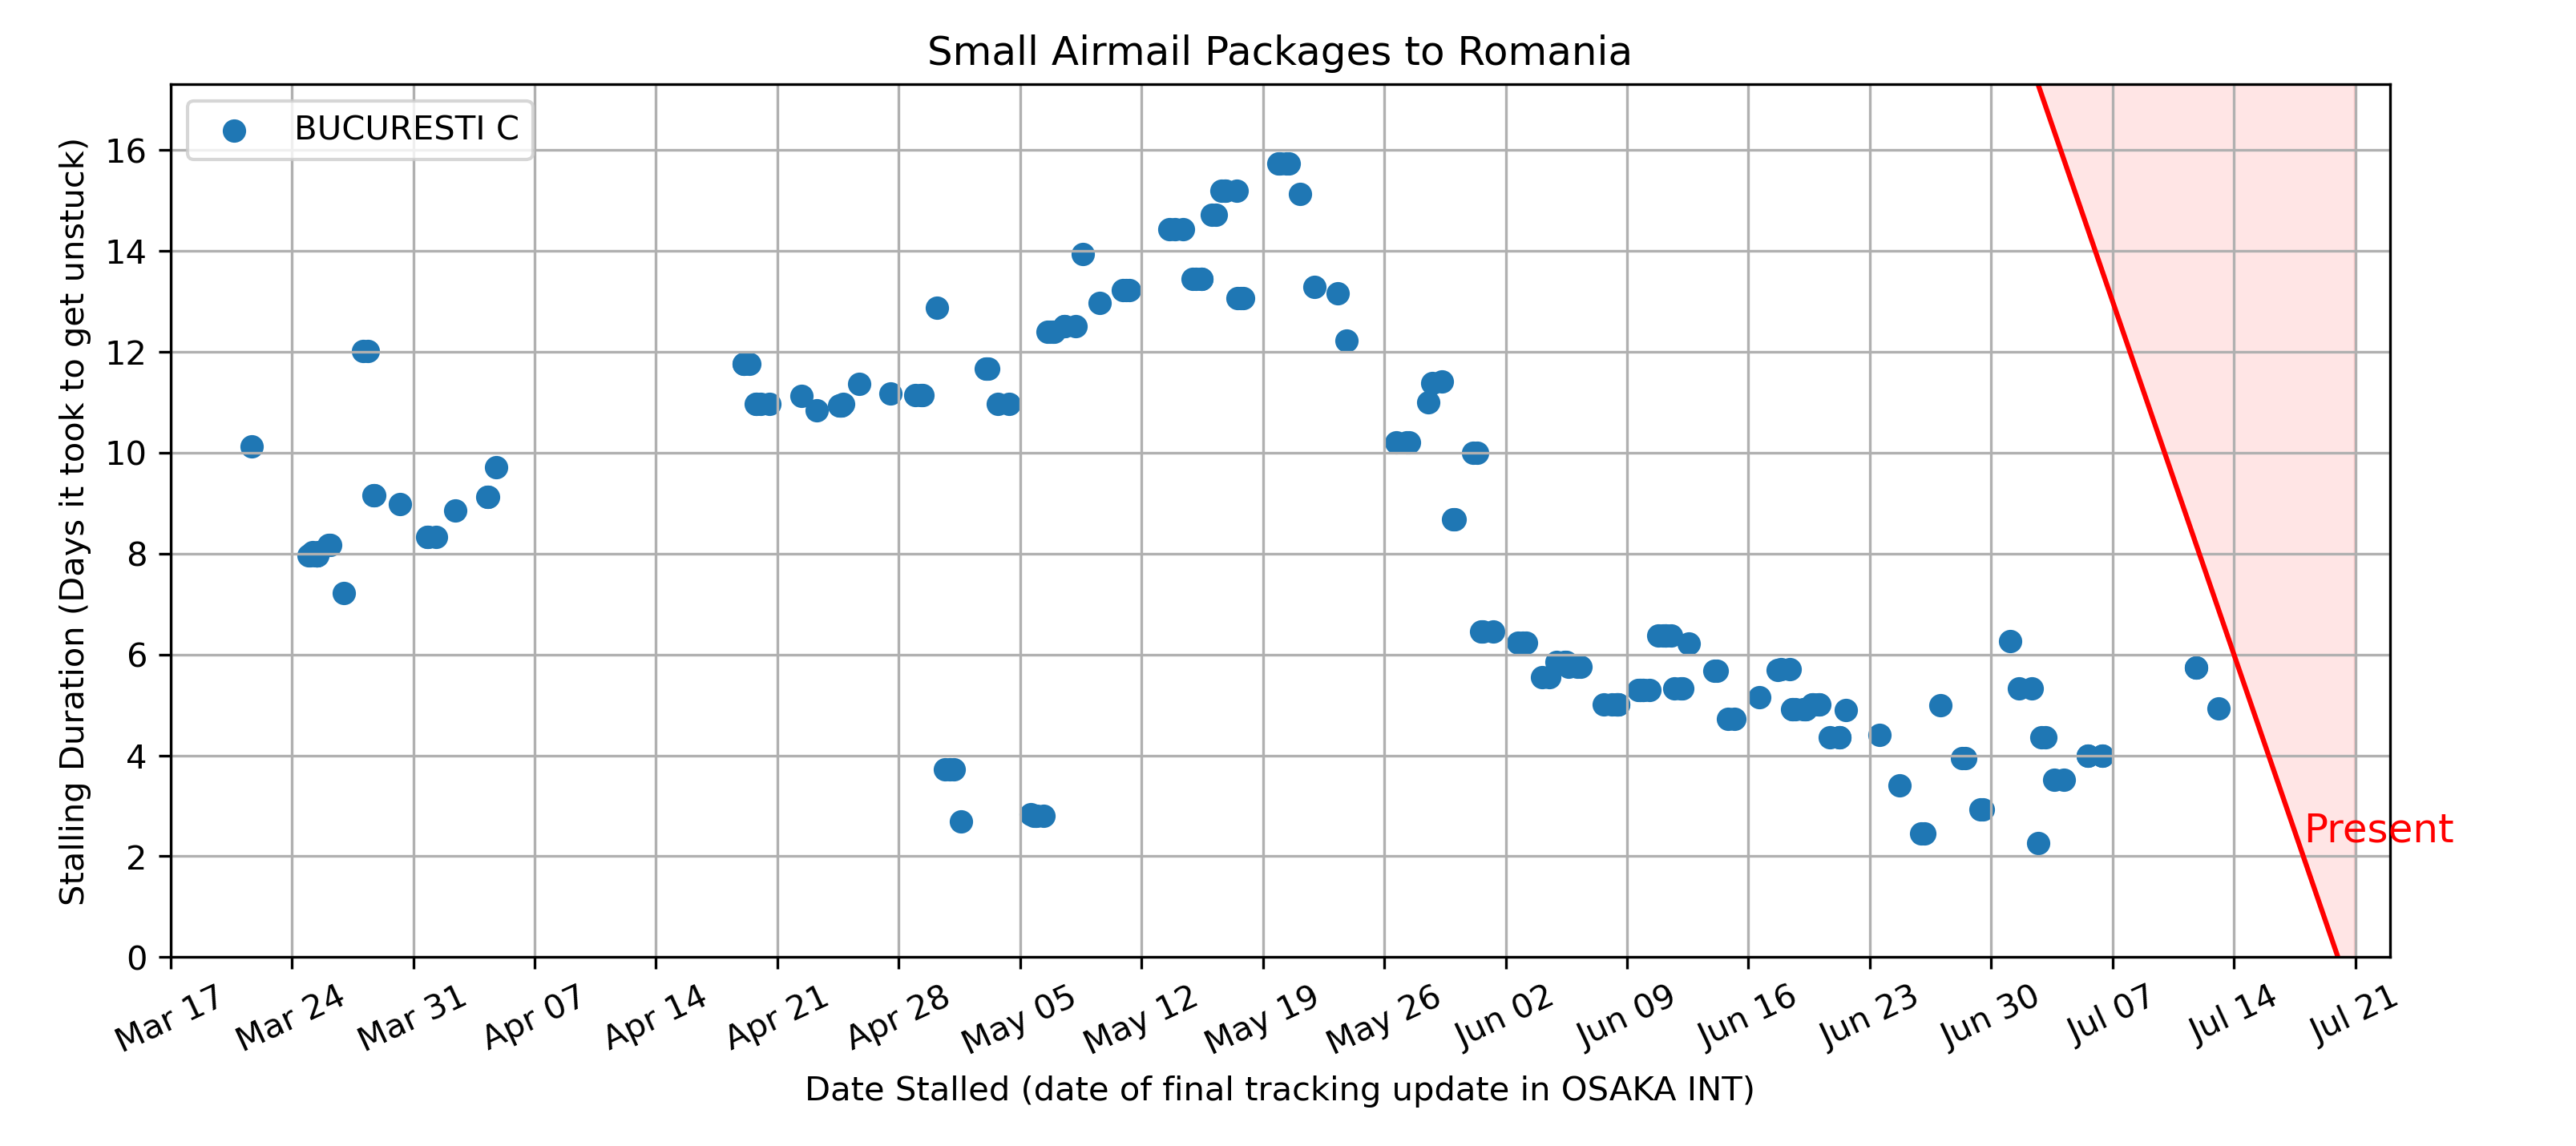 Small Airmail Packages to Romania
BUCURESTI C
Stalling Duration (Days it took to get unstuck)
16
14
12
10
8
6
4
2
0
Present
Mar 17 Mar 24 Mar 31 Apr 07 Apr 14 Apr 21 Apr 28 May 05 May 12 May 19 May 26 Jun 02 Jun 09 Jun 16 Jun 23 Jun 30 Jul 07 Jul 14 Jul 21
Date Stalled (date of final tracking update in OSAKA INT)